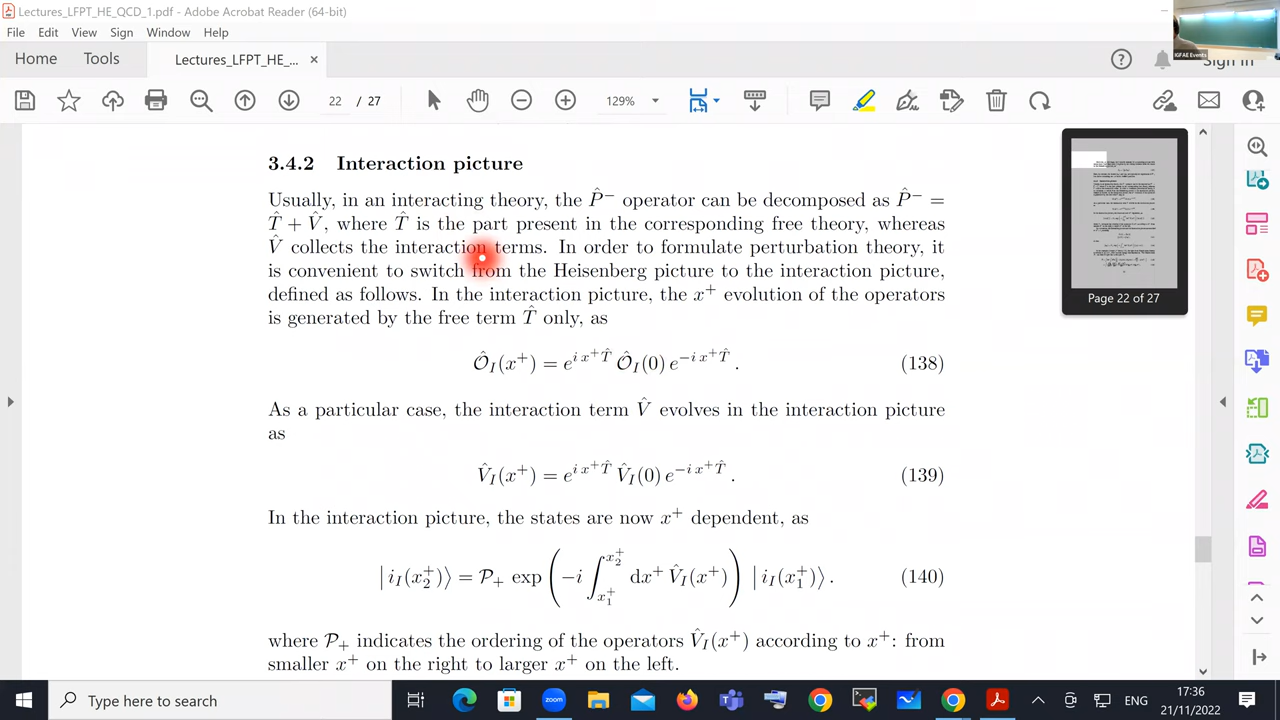 Lectures_LFPT_HE_QCD_1.pdf - Adobe Acrobat Reader (64-bit)
File Edit View Sign Window Help
Home Tools Lectures_LFPT_HE_... × Sign In
IGFAE Events
22 / 27 129%
3.4.2 Interaction picture
Usually, in an interacting theory, the P̂⁻ operator can be decomposed as P̂⁻ =
T̂ + V̂, where T̂ is the part present in the corresponding free theory, whereas
V̂ collects the interaction terms. In order to formulate perturbation theory, it
is convenient to switch from the Heisenberg picture to the interaction picture,
defined as follows. In the interaction picture, the x⁺ evolution of the operators
is generated by the free term T̂ only, as
Ô_I(x⁺) = e^{i x⁺T̂} Ô_I(0) e^{−i x⁺T̂} . (138)
As a particular case, the interaction term V̂ evolves in the interaction picture
as
V̂_I(x⁺) = e^{i x⁺T̂} V̂_I(0) e^{−i x⁺T̂} . (139)
In the interaction picture, the states are now x⁺ dependent, as
| i_I(x₂⁺)⟩ = P₊ exp (−i ∫_{x₁⁺}^{x₂⁺} dx⁺ V̂_I(x⁺)) | i_I(x₁⁺)⟩ . (140)
where P₊ indicates the ordering of the operators V̂_I(x⁺) according to x⁺: from
smaller x⁺ on the right to larger x⁺ on the left.
Page 22 of 27
Type here to search
zoom
ENG
17:36
21/11/2022